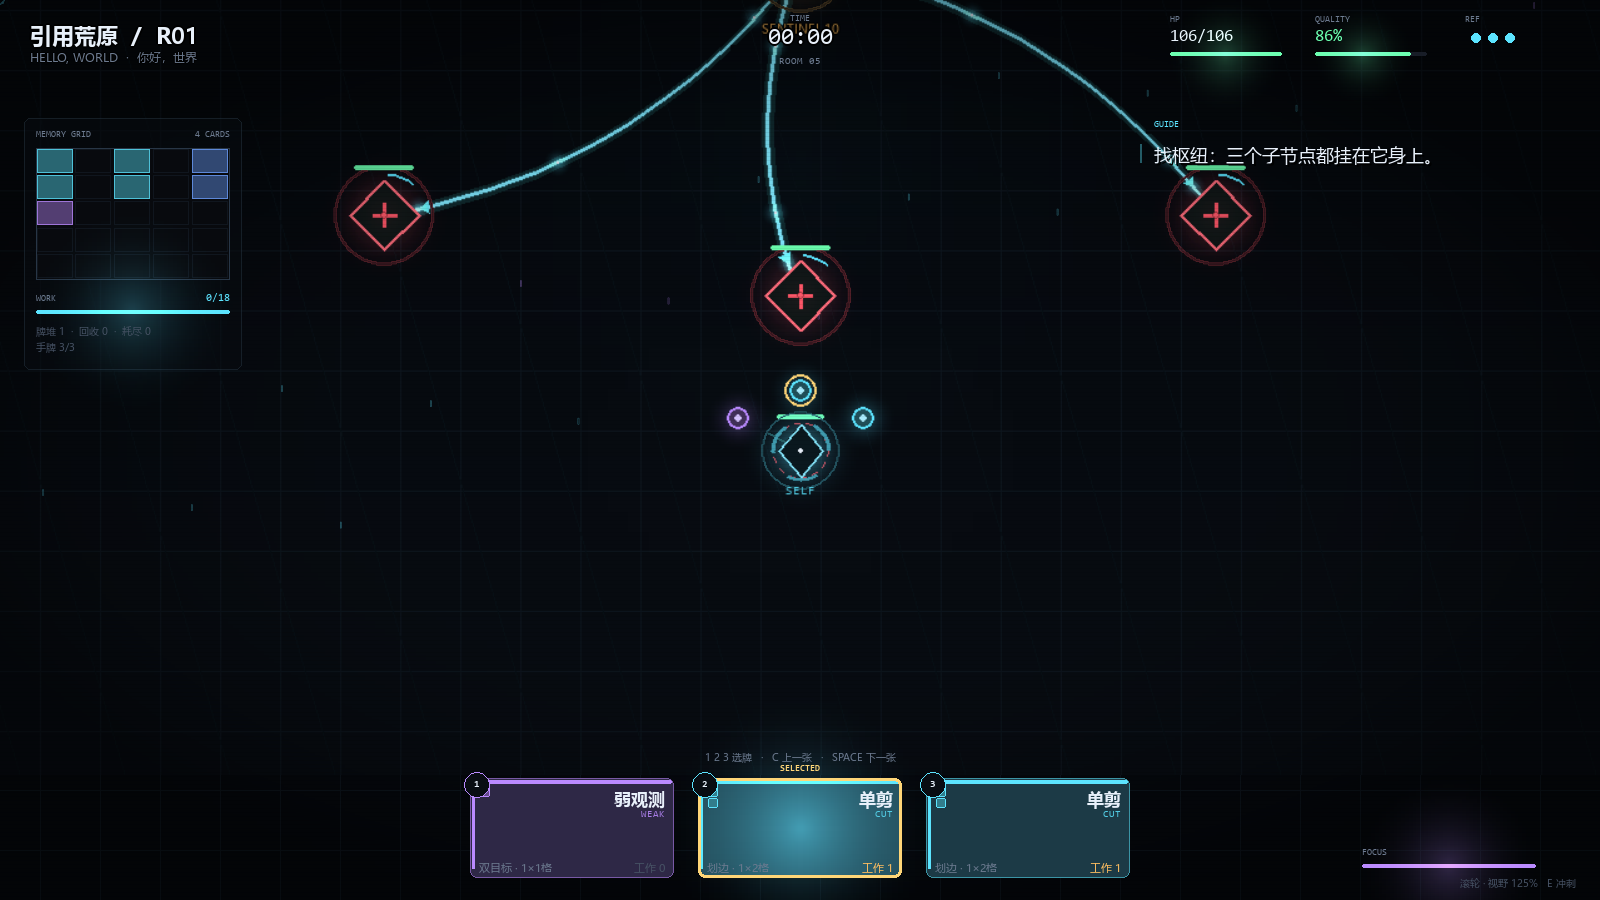 引用荒原 / R01
HELLO, WORLD · 你好，世界
TIME
SENTINEL 10
00:00
ROOM 05
HP
106/106
QUALITY
86%
REF
GUIDE
找枢纽：三个子节点都挂在它身上。
MEMORY GRID
4 CARDS
WORK
0/18
牌堆 1 · 回收 0 · 耗尽 0
手牌 3/3
SELF
1 2 3 选牌 · C 上一张 · SPACE 下一张
SELECTED
1
弱观测
WEAK
双目标 · 1×1格
工作 0
2
单剪
CUT
划边 · 1×2格
工作 1
3
单剪
CUT
划边 · 1×2格
工作 1
FOCUS
滚轮 · 视野 125% E 冲刺